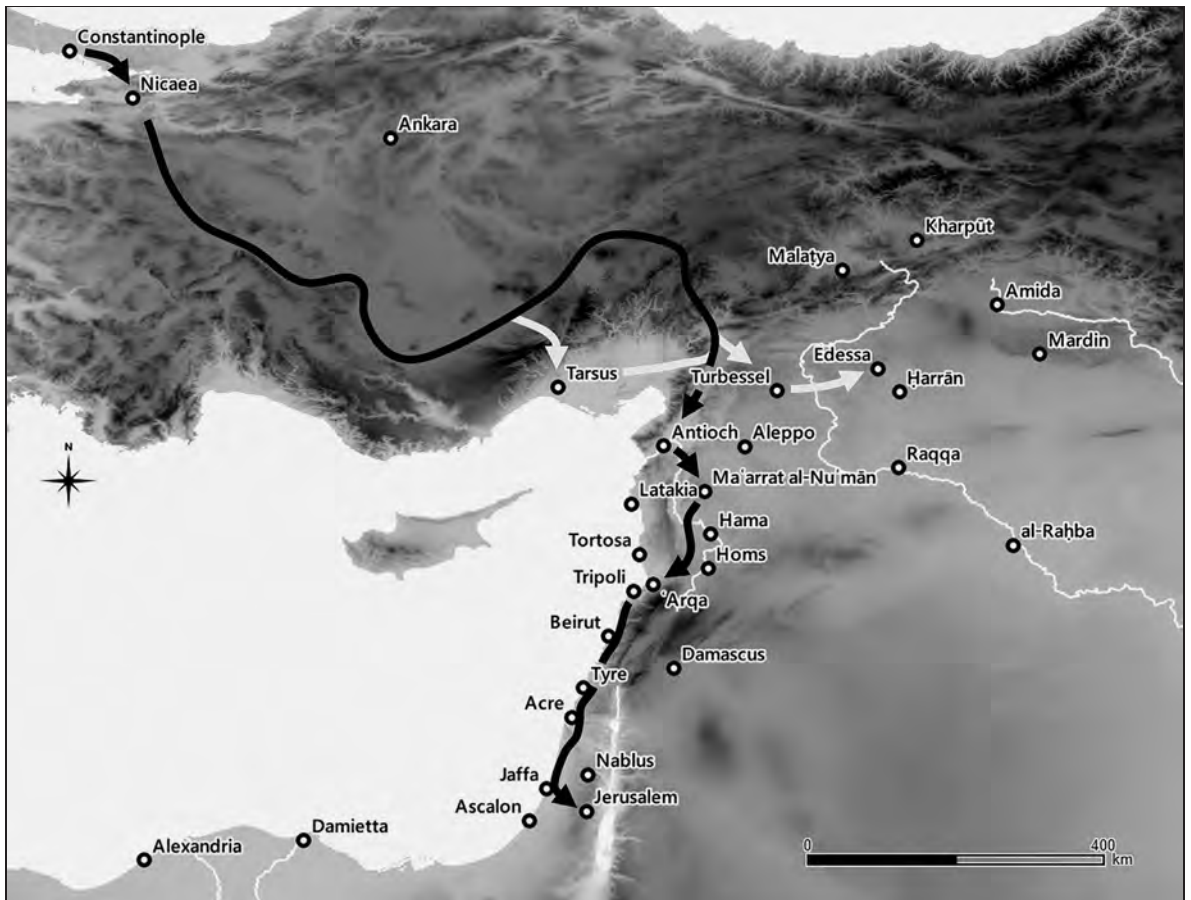 Constantinople
Nicaea
Ankara
Kharpūt
Malaṭya
Amida
Mardin
Edessa
Tarsus
Turbessel
Ḥarrān
Antioch
Aleppo
N
Raqqa
Maʿarrat al-Nuʿmān
Latakia
Hama
al-Raḥba
Tortosa
Homs
Tripoli
ʿArqa
Beirut
Damascus
Tyre
Acre
Nablus
Jaffa
Jerusalem
Ascalon
Damietta
Alexandria
0 400
km